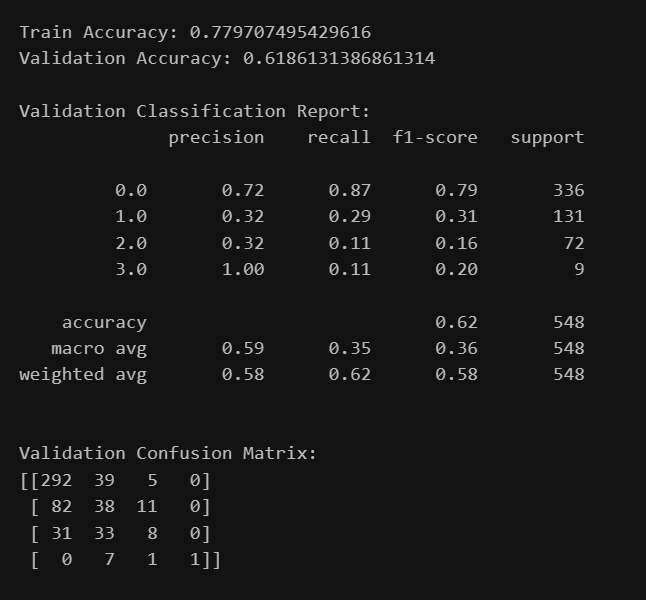 Train Accuracy: 0.779707495429616
Validation Accuracy: 0.6186131386861314
Validation Classification Report:
precision recall f1-score support
0.0 0.72 0.87 0.79 336
1.0 0.32 0.29 0.31 131
2.0 0.32 0.11 0.16 72
3.0 1.00 0.11 0.20 9
accuracy 0.62 548
macro avg 0.59 0.35 0.36 548
weighted avg 0.58 0.62 0.58 548
Validation Confusion Matrix:
[[292 39 5 0]
[ 82 38 11 0]
[ 31 33 8 0]
[ 0 7 1 1]]